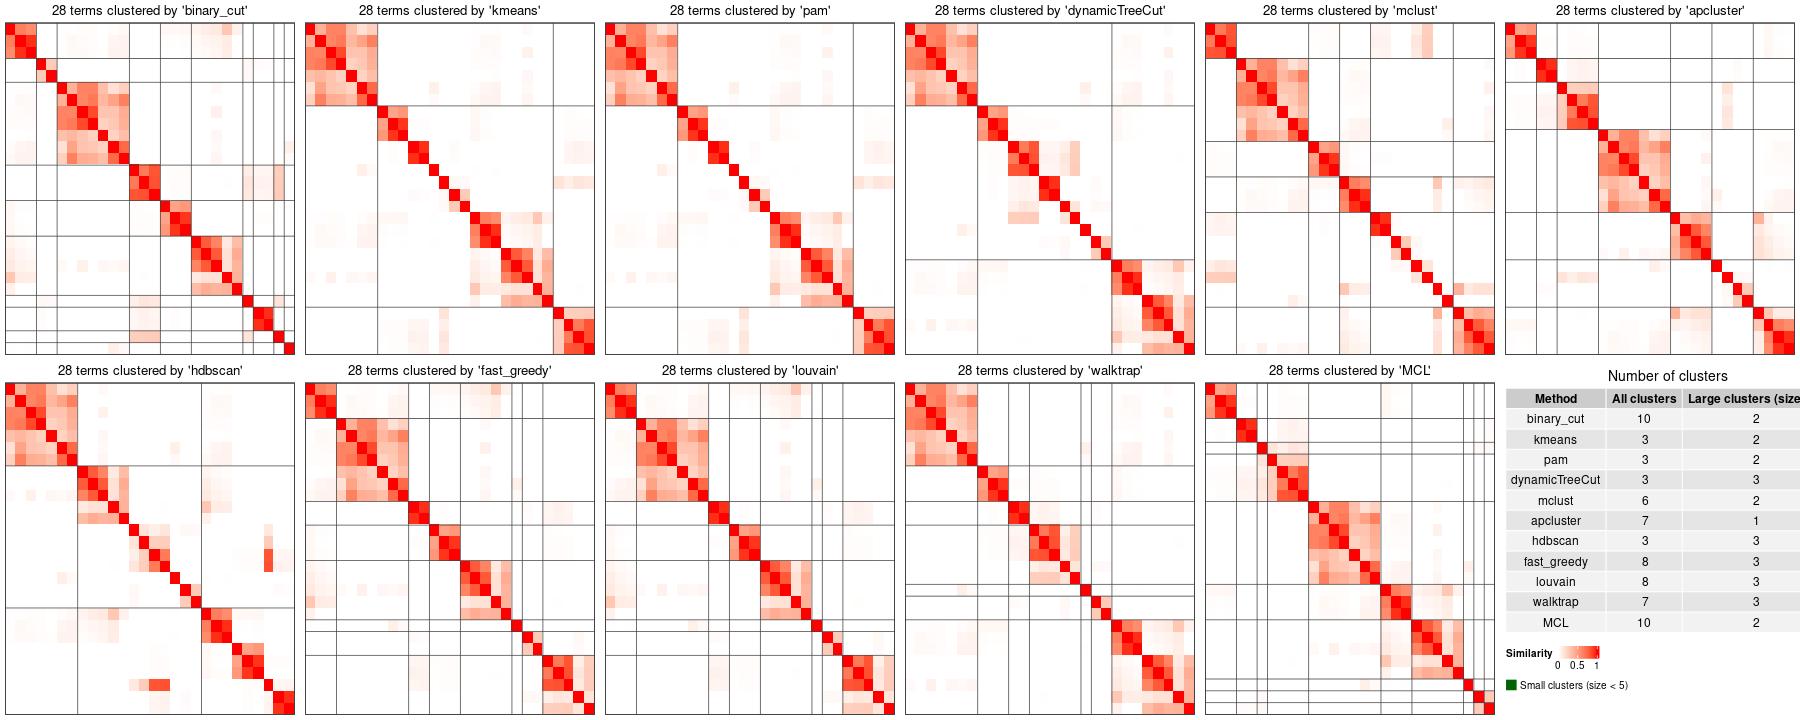 28 terms clustered by 'binary_cut'
28 terms clustered by 'kmeans'
28 terms clustered by 'pam'
28 terms clustered by 'dynamicTreeCut'
28 terms clustered by 'mclust'
28 terms clustered by 'apcluster'
28 terms clustered by 'hdbscan'
28 terms clustered by 'fast_greedy'
28 terms clustered by 'louvain'
28 terms clustered by 'walktrap'
28 terms clustered by 'MCL'
Number of clusters
Method All clusters Large clusters (size
binary_cut 10 2
kmeans 3 2
pam 3 2
dynamicTreeCut 3 3
mclust 6 2
apcluster 7 1
hdbscan 3 3
fast_greedy 8 3
louvain 8 3
walktrap 7 3
MCL 10 2
Similarity
0 0.5 1
Small clusters (size < 5)